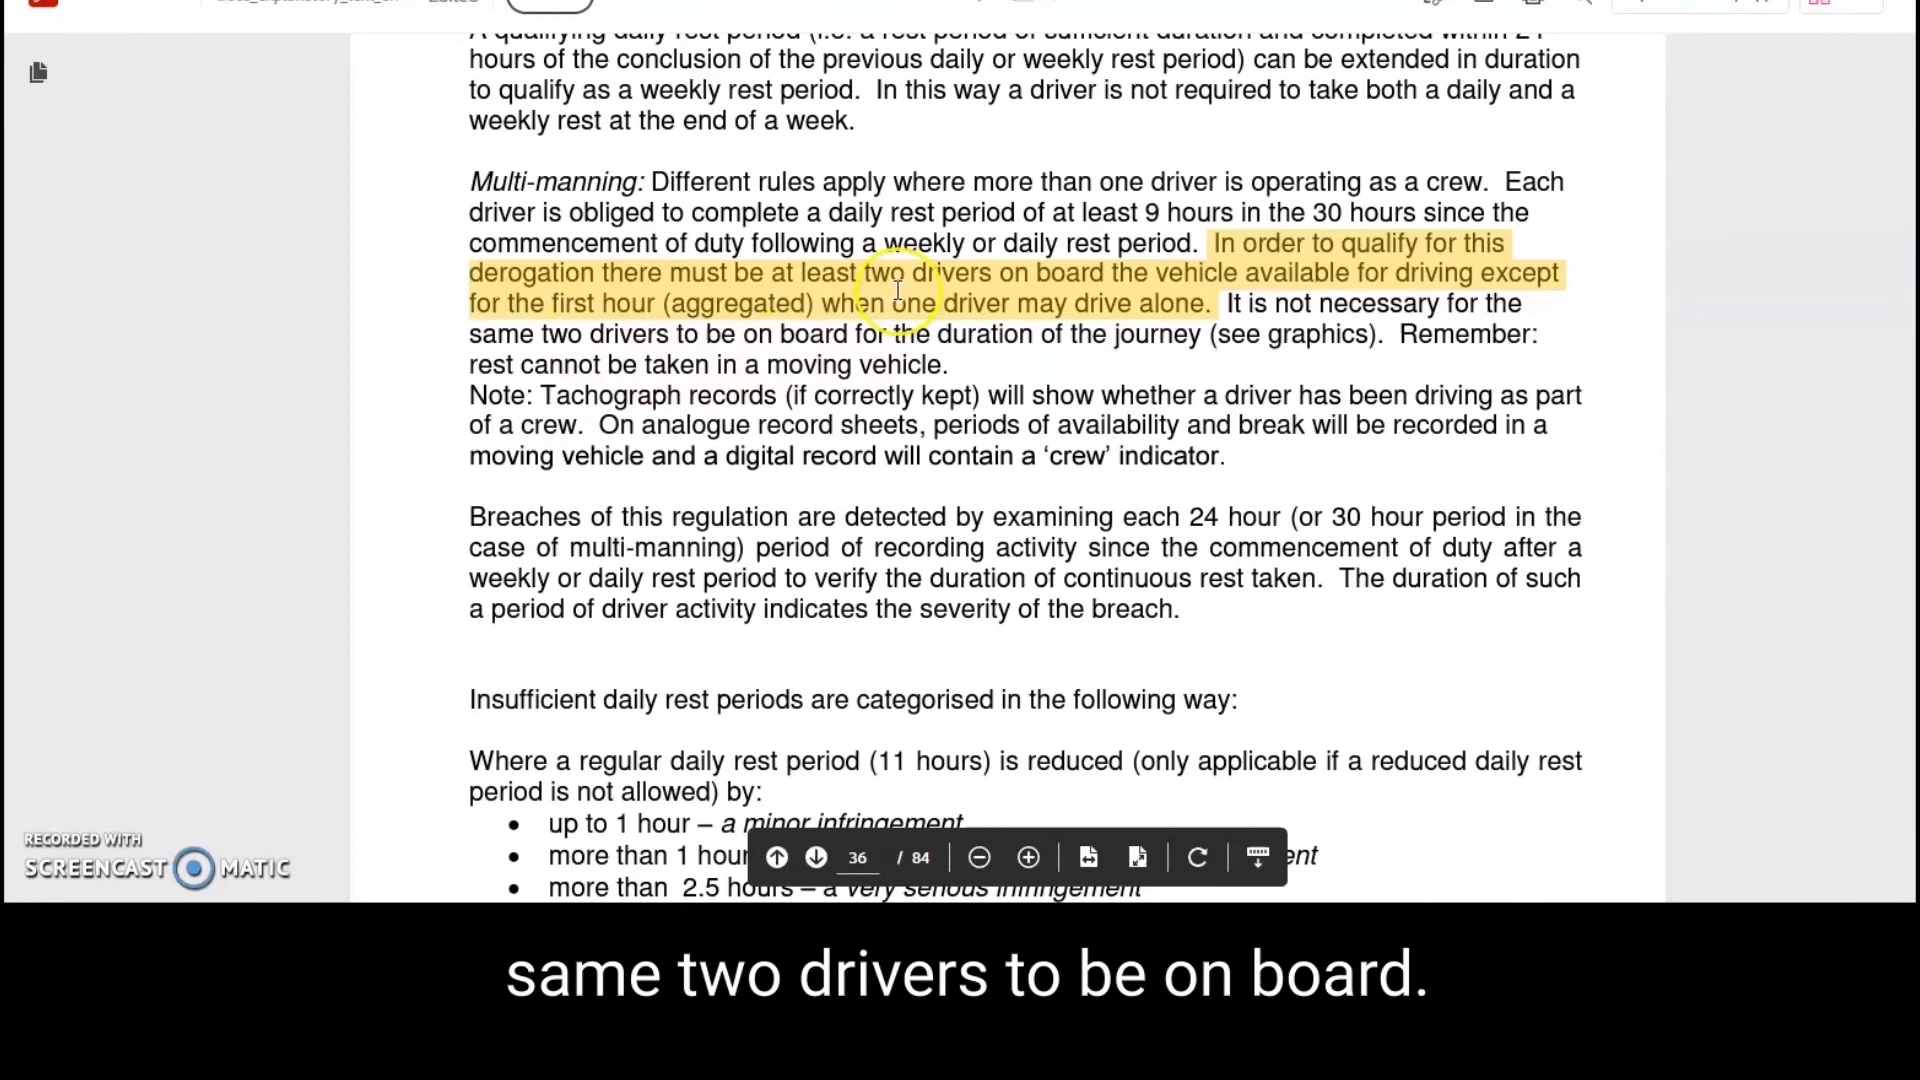 A qualifying daily rest period (i.e. a rest period of sufficient duration and completed within 24
hours of the conclusion of the previous daily or weekly rest period) can be extended in duration
to qualify as a weekly rest period. In this way a driver is not required to take both a daily and a
weekly rest at the end of a week.
Multi-manning: Different rules apply where more than one driver is operating as a crew. Each
driver is obliged to complete a daily rest period of at least 9 hours in the 30 hours since the
commencement of duty following a weekly or daily rest period. In order to qualify for this
derogation there must be at least two drivers on board the vehicle available for driving except
for the first hour (aggregated) when one driver may drive alone. It is not necessary for the
same two drivers to be on board for the duration of the journey (see graphics). Remember:
rest cannot be taken in a moving vehicle.
Note: Tachograph records (if correctly kept) will show whether a driver has been driving as part
of a crew. On analogue record sheets, periods of availability and break will be recorded in a
moving vehicle and a digital record will contain a ‘crew’ indicator.
Breaches of this regulation are detected by examining each 24 hour (or 30 hour period in the
case of multi-manning) period of recording activity since the commencement of duty after a
weekly or daily rest period to verify the duration of continuous rest taken. The duration of such
a period of driver activity indicates the severity of the breach.
Insufficient daily rest periods are categorised in the following way:
Where a regular daily rest period (11 hours) is reduced (only applicable if a reduced daily rest
period is not allowed) by:
• up to 1 hour – a minor infringement
• more than 1 hour
• more than 2.5 hours – a very serious infringement
36 / 84
RECORDED WITH
SCREENCAST MATIC
same two drivers to be on board.